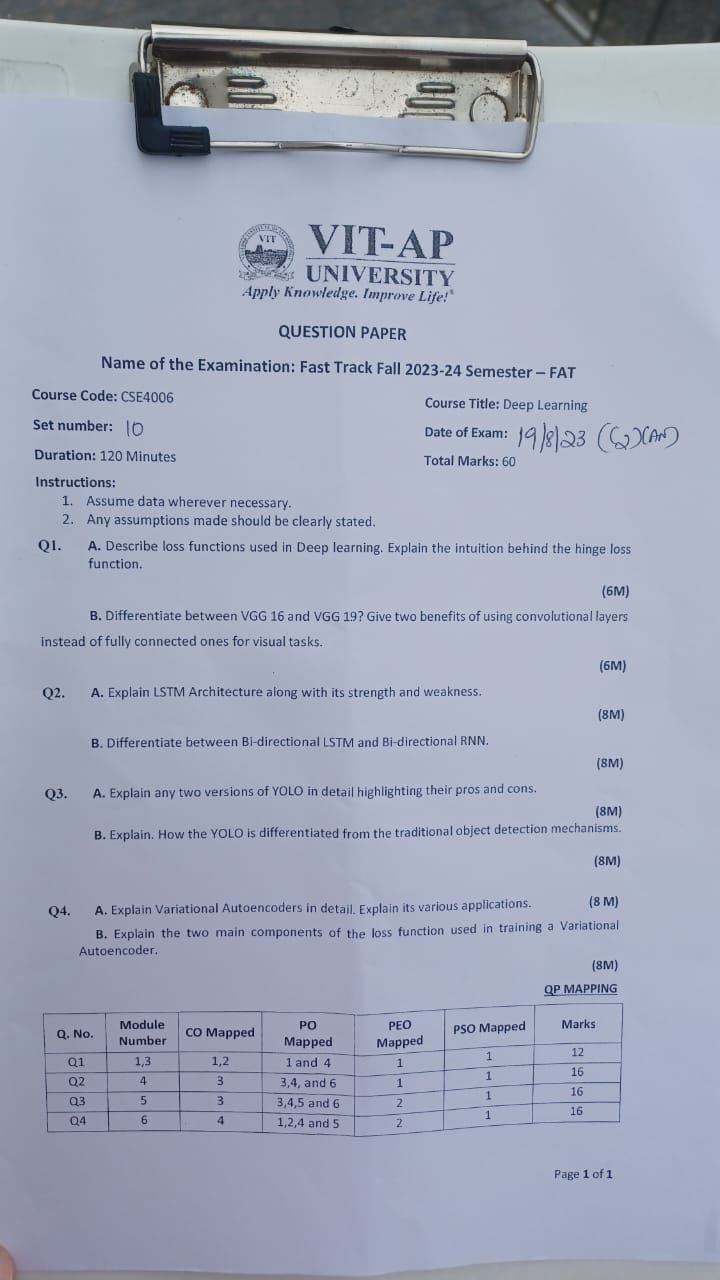 VIT
VIT-AP
UNIVERSITY
Apply Knowledge. Improve Life!®
QUESTION PAPER
Name of the Examination: Fast Track Fall 2023-24 Semester – FAT
Course Code: CSE4006
Course Title: Deep Learning
Set number: 10
Date of Exam: 19/8/23 (AN)
Duration: 120 Minutes
Total Marks: 60
Instructions:
1. Assume data wherever necessary.
2. Any assumptions made should be clearly stated.
Q1. A. Describe loss functions used in Deep learning. Explain the intuition behind the hinge loss
function.
(6M)
B. Differentiate between VGG 16 and VGG 19? Give two benefits of using convolutional layers
instead of fully connected ones for visual tasks.
(6M)
Q2. A. Explain LSTM Architecture along with its strength and weakness.
(8M)
B. Differentiate between Bi-directional LSTM and Bi-directional RNN.
(8M)
Q3. A. Explain any two versions of YOLO in detail highlighting their pros and cons.
(8M)
B. Explain. How the YOLO is differentiated from the traditional object detection mechanisms.
(8M)
Q4. A. Explain Variational Autoencoders in detail. Explain its various applications. (8 M)
B. Explain the two main components of the loss function used in training a Variational
Autoencoder.
(8M)
QP MAPPING
Q. No. Module Number CO Mapped PO Mapped PEO Mapped PSO Mapped Marks
Q1 1,3 1,2 1 and 4 1 1 12
Q2 4 3 3,4, and 6 1 1 16
Q3 5 3 3,4,5 and 6 2 1 16
Q4 6 4 1,2,4 and 5 2 1 16
Page 1 of 1